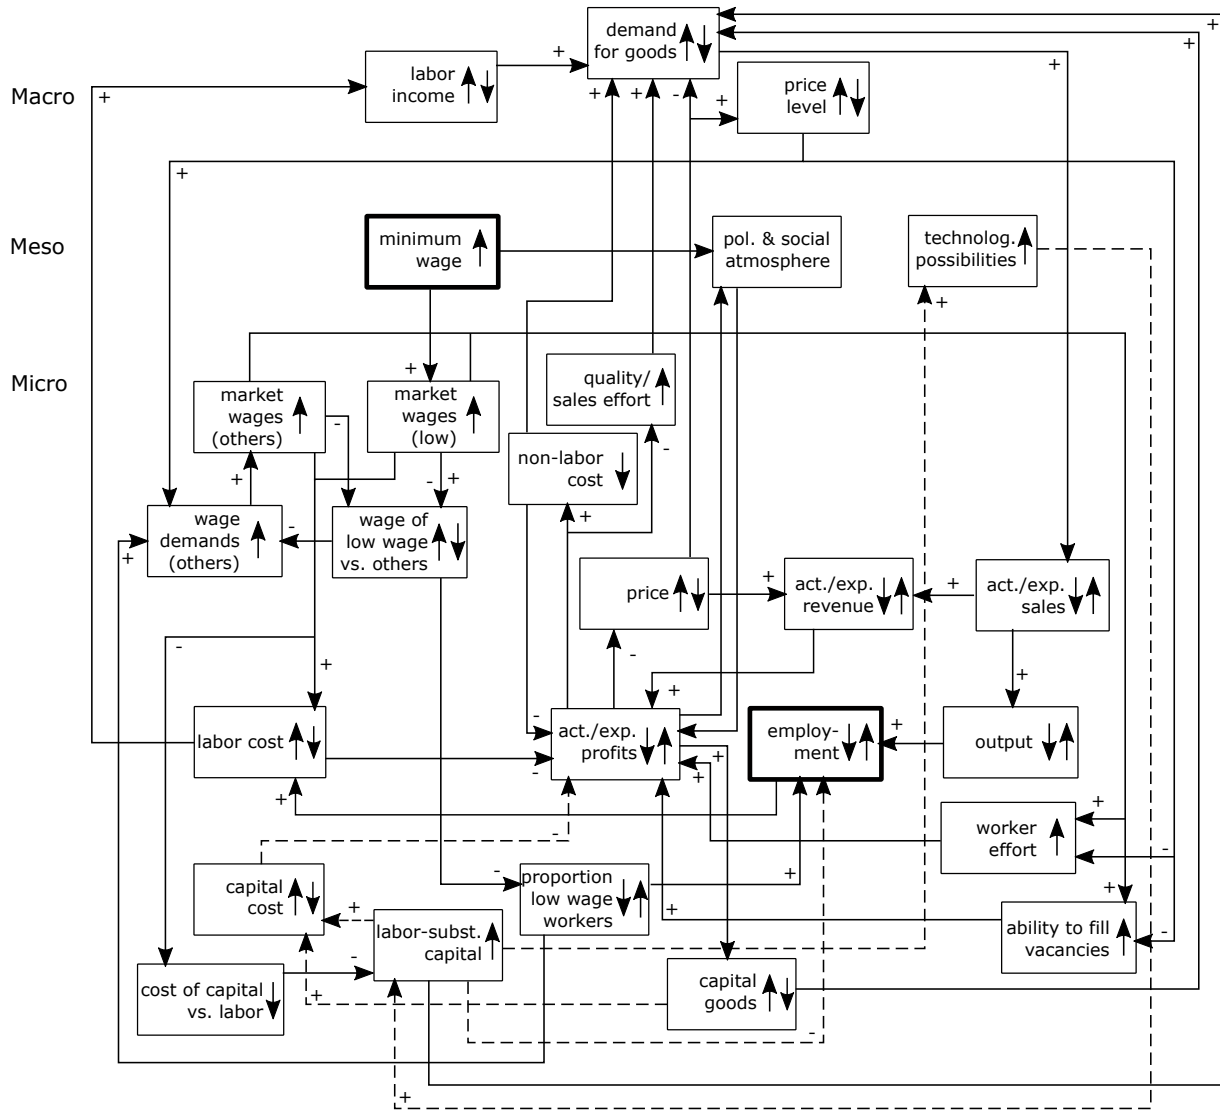 demand
for goods
+
+
+
+
labor
income
+
Macro
+
+
+
-
+
price
level
+
Meso
minimum
wage
pol. & social
atmosphere
technolog.
possibilities
+
Micro
+
market
wages
(others)
market
wages
(low)
quality/
sales effort
-
-
non-labor
cost
+
-
+
+
wage
demands
(others)
-
wage of
low wage
vs. others
+
price
+
act./exp.
revenue
+
act./exp.
sales
-
-
+
+
+
labor cost
-
act./exp.
profits
+
employ-
ment
+
output
-
+
+
+
-
worker
effort
+
-
capital
cost
-
proportion
low wage
workers
+
+
+
labor-subst.
capital
+
ability to fill
vacancies
-
-
cost of capital
vs. labor
+
capital
goods
-
+